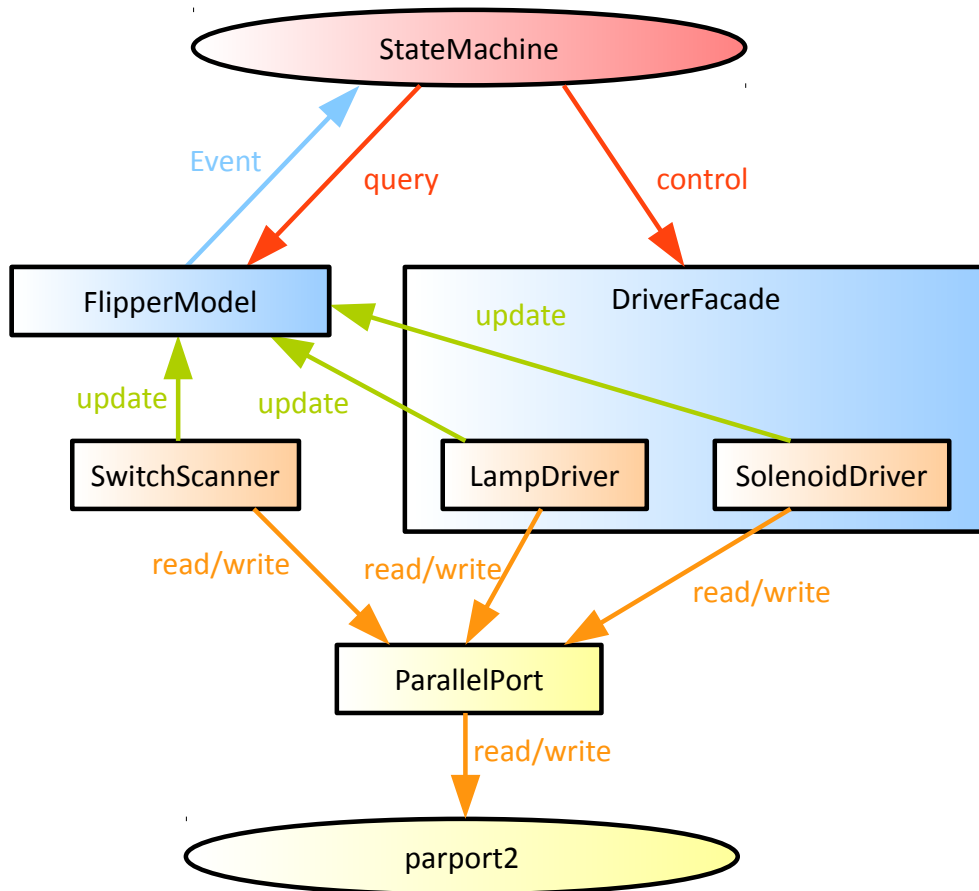 StateMachine
Event
query
control
FlipperModel
DriverFacade
update
update
update
SwitchScanner
LampDriver
SolenoidDriver
read/write
read/write
read/write
ParallelPort
read/write
parport2